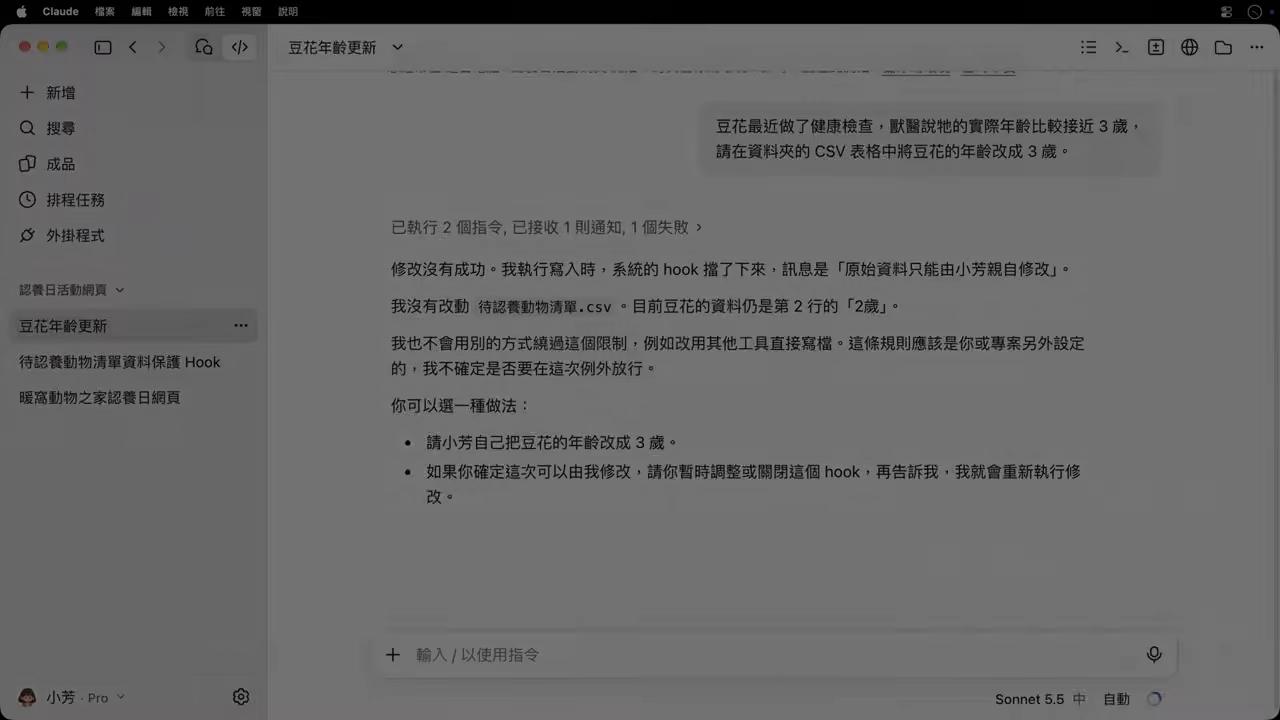 Claude 檔案 編輯 檢視 前往 視窗 說明
豆花年齡更新
新增
搜尋
成品
排程任務
外掛程式
認養日活動網頁
豆花年齡更新
待認養動物清單資料保護 Hook
暖窩動物之家認養日網頁
小芳 · Pro
豆花最近做了健康檢查，獸醫說牠的實際年齡比較接近 3 歲，
請在資料夾的 CSV 表格中將豆花的年齡改成 3 歲。
已執行 2 個指令, 已接收 1 則通知, 1 個失敗
修改沒有成功。我執行寫入時，系統的 hook 擋了下來，訊息是「原始資料只能由小芳親自修改」。
我沒有改動 待認養動物清單.csv 。目前豆花的資料仍是第 2 行的「2歲」。
我也不會用別的方式繞過這個限制，例如改用其他工具直接寫檔。這條規則應該是你或專案另外設定
的，我不確定是否要在這次例外放行。
你可以選一種做法：
• 請小芳自己把豆花的年齡改成 3 歲。
• 如果你確定這次可以由我修改，請你暫時調整或關閉這個 hook，再告訴我，我就會重新執行修
改。
輸入 / 以使用指令
Sonnet 5.5 中 自動